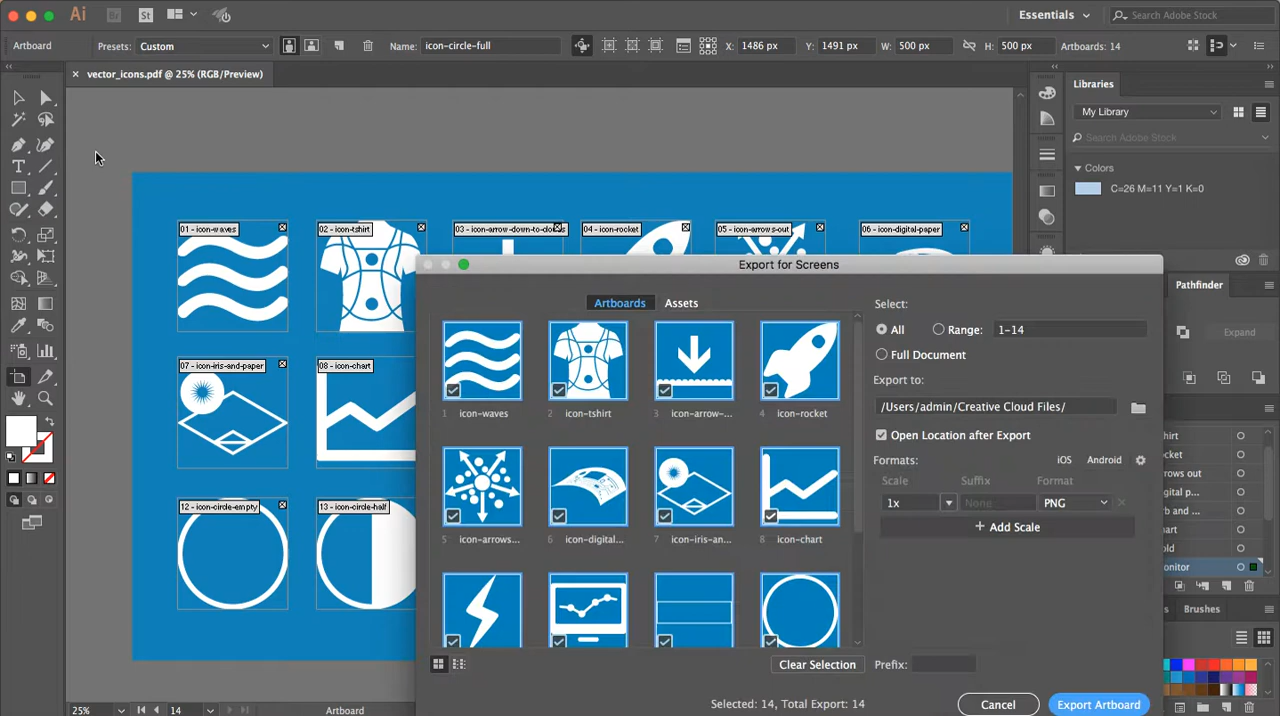 Ai Br St Essentials Search Adobe Stock
Artboard Presets: Custom Name: icon-circle-full X: 1486 px Y: 1491 px W: 500 px H: 500 px Artboards: 14
× vector_icons.pdf @ 25% (RGB/Preview)
Libraries
My Library
Search Adobe Stock
Colors
C=26 M=11 Y=1 K=0
01 - icon-waves
02 - icon-tshirt
03 - icon-arrow-down-to-dots
04 - icon-rocket
05 - icon-arrows-out
06 - icon-digital-paper
07 - icon-iris-and-paper
08 - icon-chart
12 - icon-circle-empty
13 - icon-circle-half
Export for Screens
Artboards Assets
1 icon-waves
2 icon-tshirt
3 icon-arrow-...
4 icon-rocket
5 icon-arrows...
6 icon-digital...
7 icon-iris-an...
8 icon-chart
Clear Selection
Select:
All Range: 1-14
Full Document
Export to:
/Users/admin/Creative Cloud Files/
Open Location after Export
Formats: iOS Android
Scale Suffix Format
1x None PNG
+ Add Scale
Prefix:
Selected: 14, Total Export: 14
Cancel Export Artboard
Pathfinder
Expand
shirt
ocket
rrows out
igital p...
rb and ...
hart
old
onitor
Brushes
25% 14 Artboard